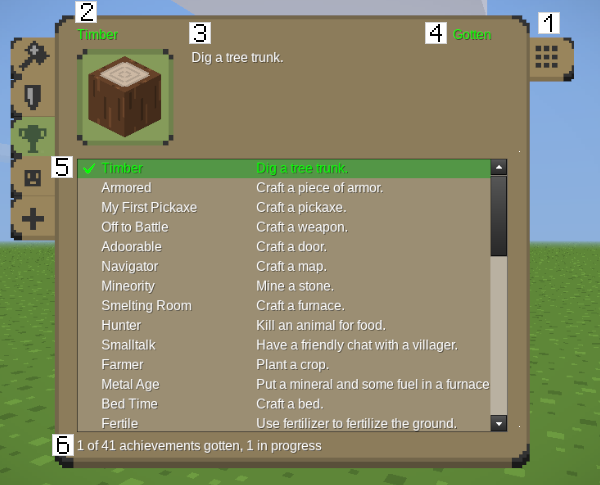 1
2
3
4
Timber
Gotten
Dig a tree trunk.
5
Timber Dig a tree trunk.
Armored Craft a piece of armor.
My First Pickaxe Craft a pickaxe.
Off to Battle Craft a weapon.
Adoorable Craft a door.
Navigator Craft a map.
Mineority Mine a stone.
Smelting Room Craft a furnace.
Hunter Kill an animal for food.
Smalltalk Have a friendly chat with a villager.
Farmer Plant a crop.
Metal Age Put a mineral and some fuel in a furnace
Bed Time Craft a bed.
Fertile Use fertilizer to fertilize the ground.
6
1 of 41 achievements gotten, 1 in progress